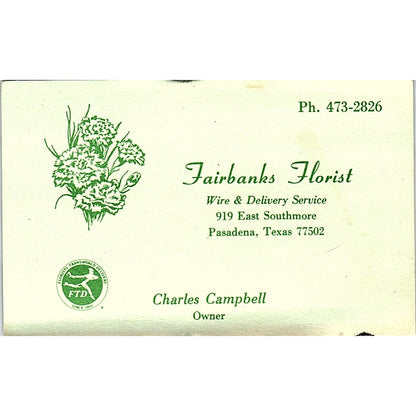 Ph. 473-2826
Fairbanks Florist
Wire & Delivery Service
919 East Southmore
Pasadena, Texas 77502
FTD
Charles Campbell
Owner